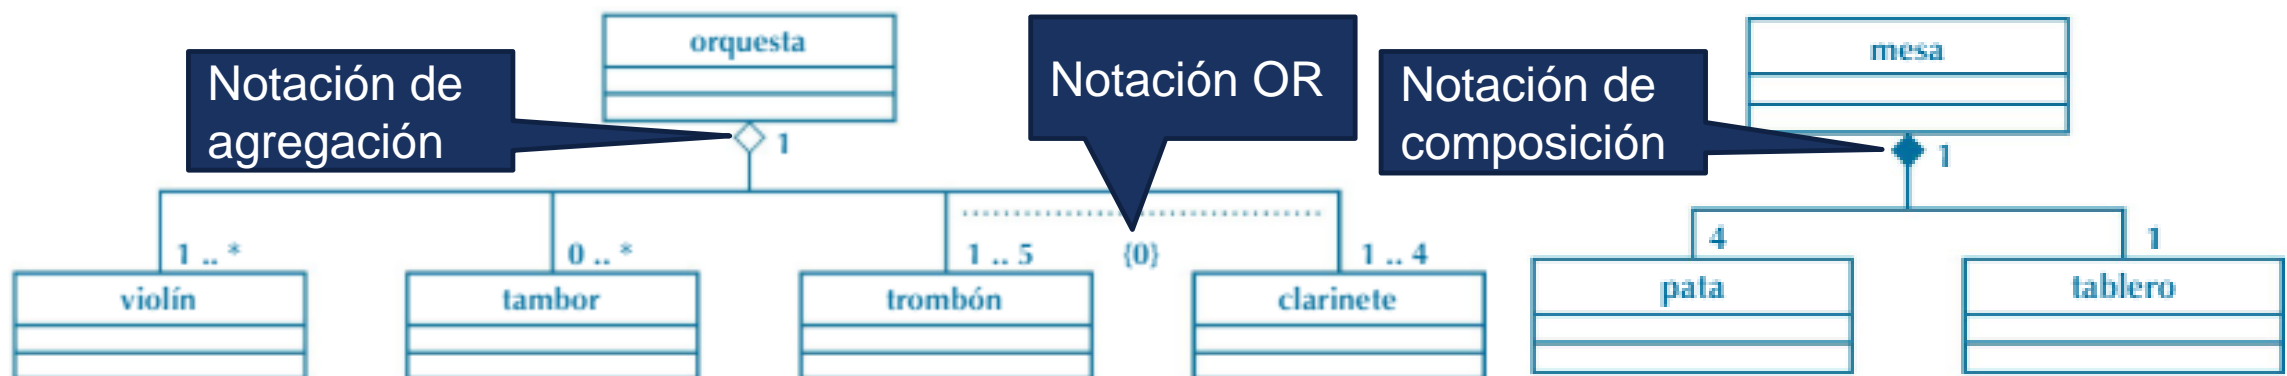 orquesta
Notación de
agregación
1
Notación OR
Notación de
composición
mesa
1
1 .. *
0 .. *
1 .. 5
{0}
1 .. 4
4
1
violín
tambor
trombón
clarinete
pata
tablero